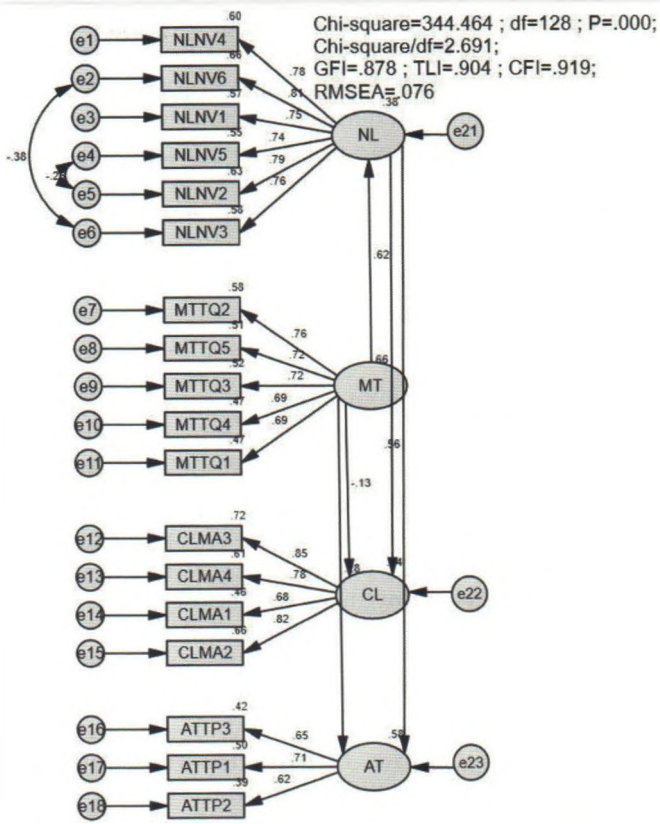 Chi-square=344.464 ; df=128 ; P=.000;
Chi-square/df=2.691;
GFI=.878 ; TLI=.904 ; CFI=.919;
RMSEA=.076
.60
e1 NLNV4
.78
.66
e2 NLNV6
.81
.57
e3 NLNV1
.75
.38
NL
e21
.55
e4 NLNV5
.74
-.38
.63
e5 NLNV2
.79
.58
e6 NLNV3
.76
.62
.58
e7 MTTQ2
.76
.51
e8 MTTQ5
.72
.52
e9 MTTQ3
.72
.66
MT
.47
e10 MTTQ4
.69
.47
e11 MTTQ1
.69
.56
-.13
.72
e12 CLMA3
.85
.61
e13 CLMA4
.78
.46
e14 CLMA1
.68
CL
e22
.66
e15 CLMA2
.82
.42
e16 ATTP3
.65
.50
e17 ATTP1
.71
.58
AT
e23
.39
e18 ATTP2
.62